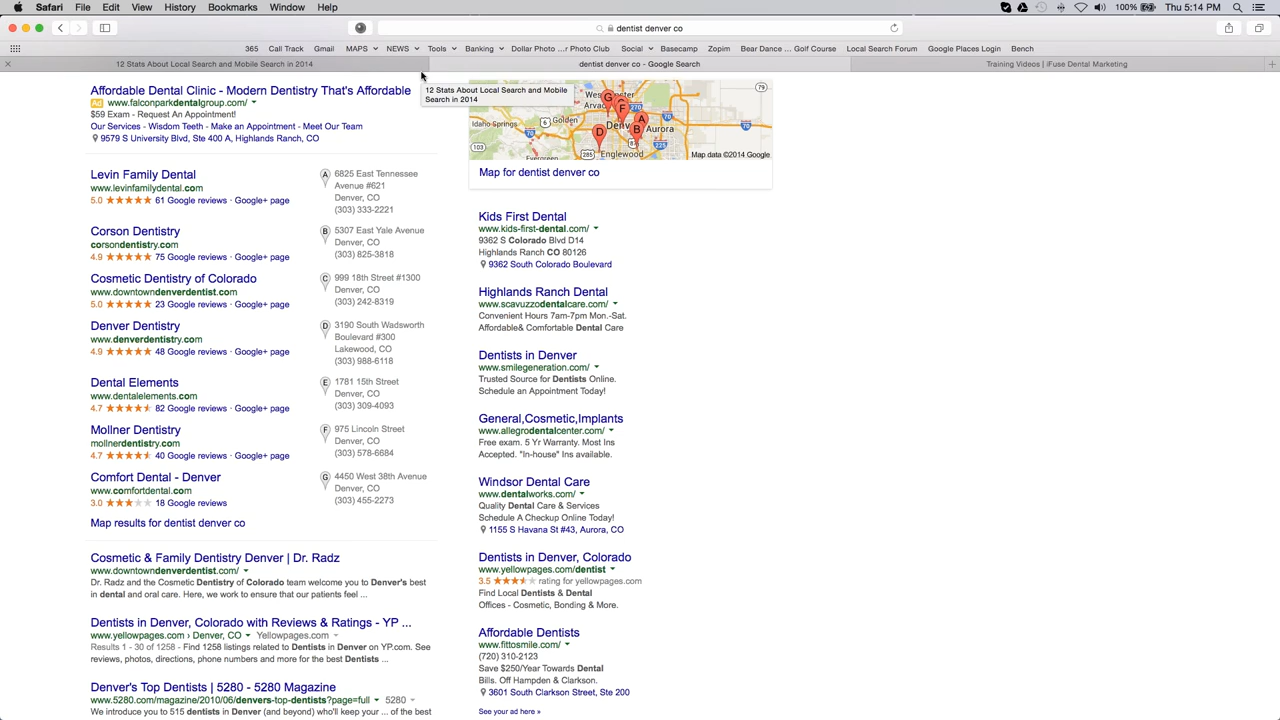 Safari File Edit View History Bookmarks Window Help 100% Thu 5:14 PM
dentist denver co
365 Call Track Gmail MAPS NEWS Tools Banking Dollar Photo ...r Photo Club Social Basecamp Zopim Bear Dance ... Golf Course Local Search Forum Google Places Login Bench
12 Stats About Local Search and Mobile Search in 2014 dentist denver co - Google Search Training Videos | iFuse Dental Marketing
12 Stats About Local Search and Mobile
Search in 2014
Affordable Dental Clinic - Modern Dentistry That's Affordable
Ad www.falconparkdentalgroup.com/
$59 Exam - Request An Appointment!
Our Services - Wisdom Teeth - Make an Appointment - Meet Our Team
9579 S University Blvd, Ste 400 A, Highlands Ranch, CO
Levin Family Dental
www.levinfamilydental.com
5.0 61 Google reviews · Google+ page
A 6825 East Tennessee
Avenue #621
Denver, CO
(303) 333-2221
Corson Dentistry
corsondentistry.com
4.9 75 Google reviews · Google+ page
B 5307 East Yale Avenue
Denver, CO
(303) 825-3818
Cosmetic Dentistry of Colorado
www.downtowndenverdentist.com
5.0 23 Google reviews · Google+ page
C 999 18th Street #1300
Denver, CO
(303) 242-8319
Denver Dentistry
www.denverdentistry.com
4.9 48 Google reviews · Google+ page
D 3190 South Wadsworth
Boulevard #300
Lakewood, CO
(303) 988-6118
Dental Elements
www.dentalelements.com
4.7 82 Google reviews · Google+ page
E 1781 15th Street
Denver, CO
(303) 309-4093
Mollner Dentistry
mollnerdentistry.com
4.7 40 Google reviews · Google+ page
F 975 Lincoln Street
Denver, CO
(303) 578-6684
Comfort Dental - Denver
www.comfortdental.com
3.0 18 Google reviews
G 4450 West 38th Avenue
Denver, CO
(303) 455-2273
Map results for dentist denver co
Cosmetic & Family Dentistry Denver | Dr. Radz
www.downtowndenverdentist.com/
Dr. Radz and the Cosmetic Dentistry of Colorado team welcome you to Denver's best
in dental and oral care. Here, we work to ensure that our patients feel ...
Dentists in Denver, Colorado with Reviews & Ratings - YP ...
www.yellowpages.com › Denver, CO Yellowpages.com
Results 1 - 30 of 1258 - Find 1258 listings related to Dentists in Denver on YP.com. See
reviews, photos, directions, phone numbers and more for the best Dentists ...
Denver's Top Dentists | 5280 - 5280 Magazine
www.5280.com/magazine/2010/06/denvers-top-dentists?page=full 5280
We introduce you to 515 dentists in Denver (and beyond) who'll keep your ... of the best
79
G F A B D
Golden
6
Idaho Springs
70
270
Aurora
70
103
285
Englewood
225
Evergreen
Map data ©2014 Google
Map for dentist denver co
Kids First Dental
www.kids-first-dental.com/
9362 S Colorado Blvd D14
Highlands Ranch CO 80126
9362 South Colorado Boulevard
Highlands Ranch Dental
www.scavuzzodentalcare.com/
Convenient Hours 7am-7pm Mon.-Sat.
Affordable& Comfortable Dental Care
Dentists in Denver
www.smilegeneration.com/
Trusted Source for Dentists Online.
Schedule an Appointment Today!
General,Cosmetic,Implants
www.allegrodentalcenter.com/
Free exam. 5 Yr Warranty. Most Ins
Accepted. "In-house" Ins available.
Windsor Dental Care
www.dentalworks.com/
Quality Dental Care & Services
Schedule A Checkup Online Today!
1155 S Havana St #43, Aurora, CO
Dentists in Denver, Colorado
www.yellowpages.com/dentist
3.5 rating for yellowpages.com
Find Local Dentists & Dental
Offices - Cosmetic, Bonding & More.
Affordable Dentists
www.fittosmile.com/
(720) 310-2123
Save $250/Year Towards Dental
Bills. Off Hampden & Clarkson.
3601 South Clarkson Street, Ste 200
See your ad here »